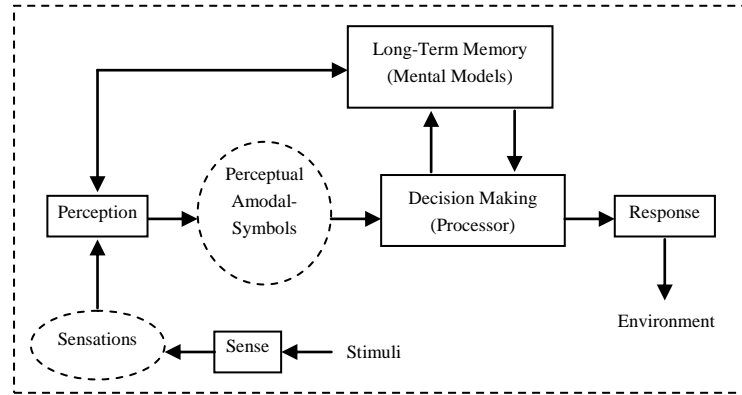 Long-Term Memory
(Mental Models)
Perceptual
Amodal-
Symbols
Perception
Decision Making
(Processor)
Response
Environment
Sensations
Sense
Stimuli